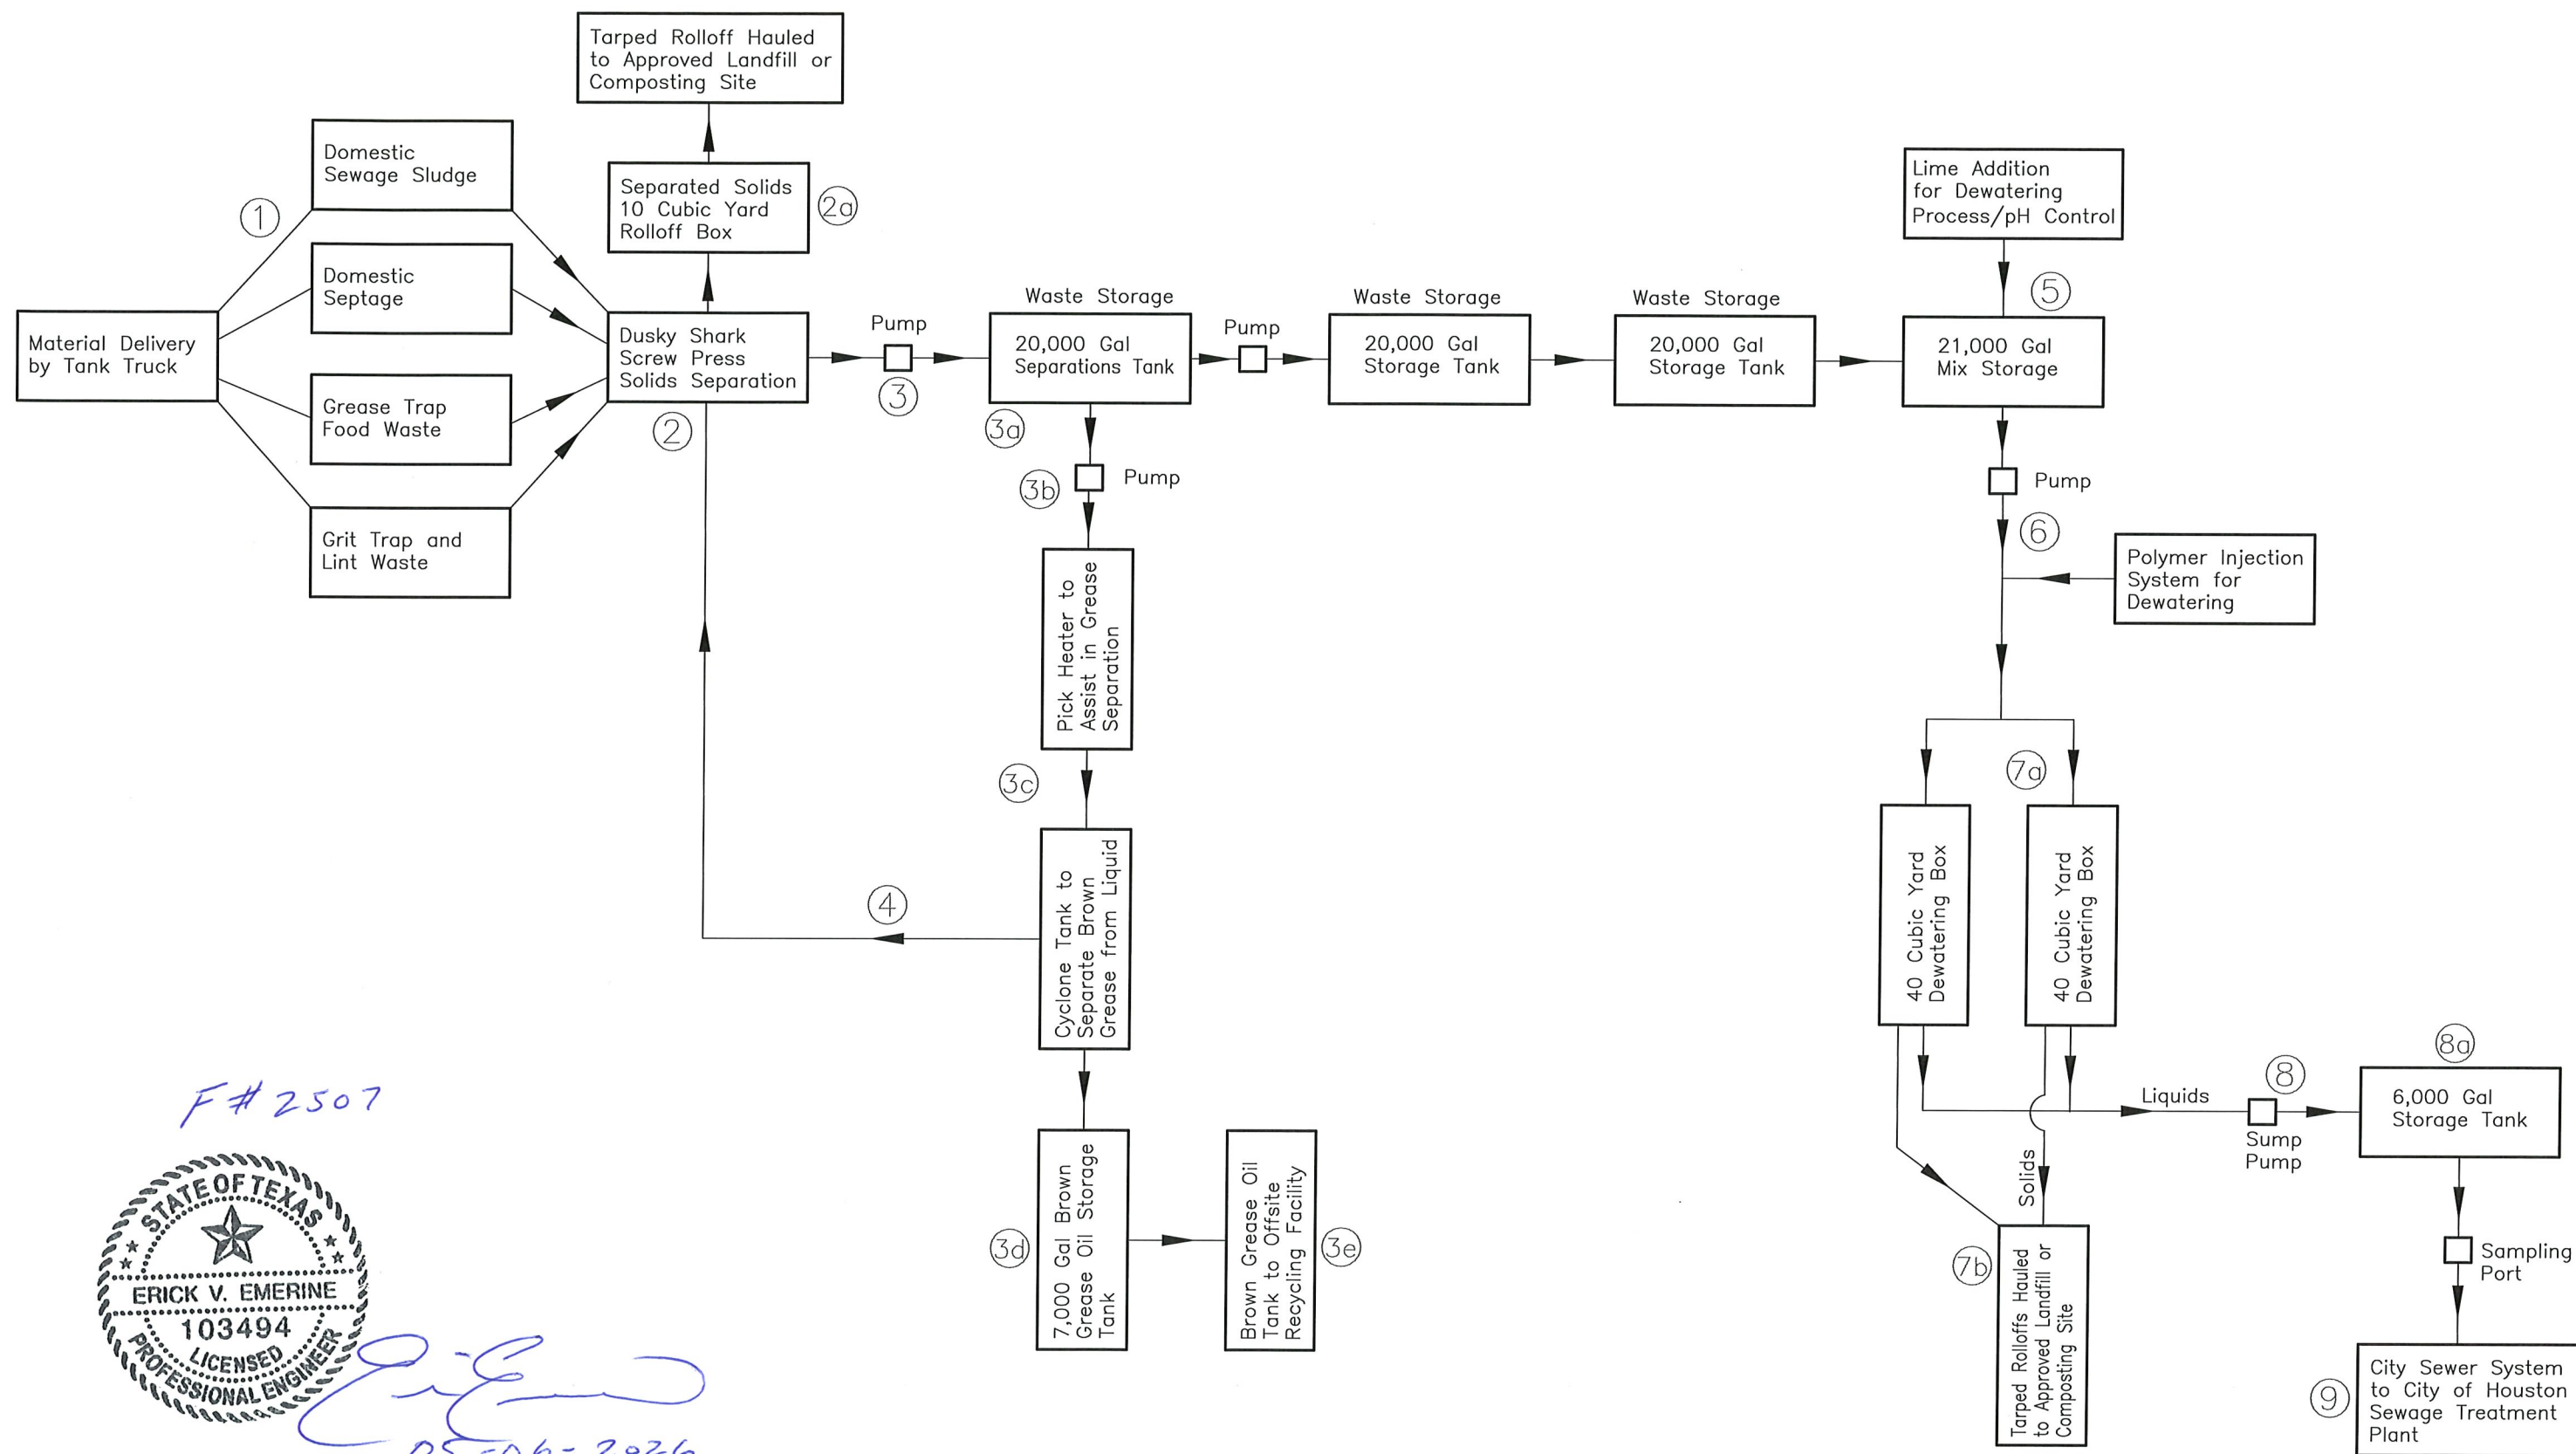 Tarped Rolloff Hauled
to Approved Landfill or
Composting Site
Domestic
Sewage Sludge
1
Separated Solids
10 Cubic Yard
Rolloff Box
2a
Lime Addition
for Dewatering
Process/pH Control
Domestic
Septage
5
Material Delivery
by Tank Truck
Dusky Shark
Screw Press
Solids Separation
2
Pump
3
Waste Storage
20,000 Gal
Separations Tank
3a
Pump
Waste Storage
20,000 Gal
Storage Tank
Waste Storage
20,000 Gal
Storage Tank
21,000 Gal
Mix Storage
Grease Trap
Food Waste
Grit Trap and
Lint Waste
3b
Pump
Pump
6
Polymer Injection
System for
Dewatering
Pick Heater to
Assist in Grease
Separation
3c
7a
Cyclone Tank to
Separate Brown
Grease from Liquid
4
40 Cubic Yard
Dewatering Box
40 Cubic Yard
Dewatering Box
Liquids
8
Sump
Pump
8a
6,000 Gal
Storage Tank
Solids
3d
7,000 Gal Brown
Grease Oil Storage
Tank
Brown Grease Oil
Tank to Offsite
Recycling Facility
3e
7b
Tarped Rolloffs Hauled
to Approved Landfill or
Composting Site
Sampling
Port
9
City Sewer System
to City of Houston
Sewage Treatment
Plant
F#2507
STATE OF TEXAS
ERICK V. EMERINE
103494
LICENSED
PROFESSIONAL ENGINEER